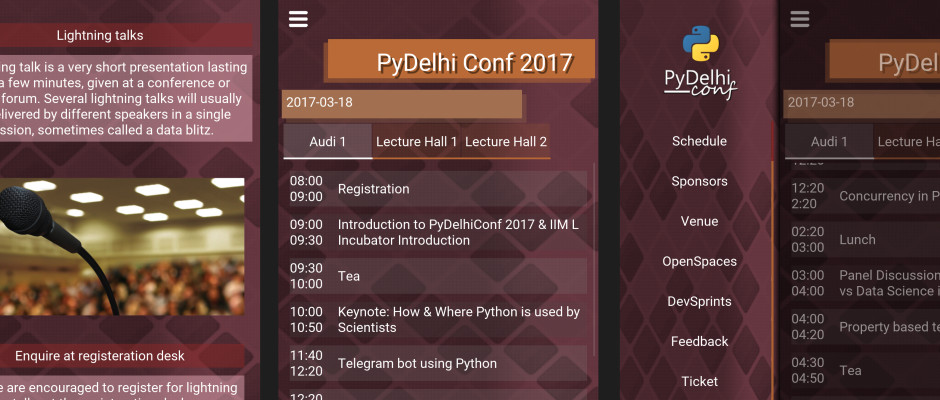 Lightning talks
ing talk is a very short presentation lasting
a few minutes, given at a conference or
forum. Several lightning talks will usually
livered by different speakers in a single
ssion, sometimes called a data blitz.
Enquire at registeration desk
e are encouraged to register for lightning
PyDelhi Conf 2017
2017-03-18
Audi 1
Lecture Hall 1
Lecture Hall 2
08:00
09:00
Registration
09:00
09:30
Introduction to PyDelhiConf 2017 & IIM L
Incubator Introduction
09:30
10:00
Tea
10:00
10:50
Keynote: How & Where Python is used by
Scientists
11:40
12:20
Telegram bot using Python
12:20
PyDelhi
conf
Schedule
Sponsors
Venue
OpenSpaces
DevSprints
Feedback
Ticket
PyDel
2017-03-18
Audi 1
Lecture Ha
12:20
12:20
2:20
Concurrency in P
02:20
03:00
Lunch
03:00
04:00
Panel Discussion
vs Data Science i
04:00
04:20
Property based te
04:30
04:50
Tea